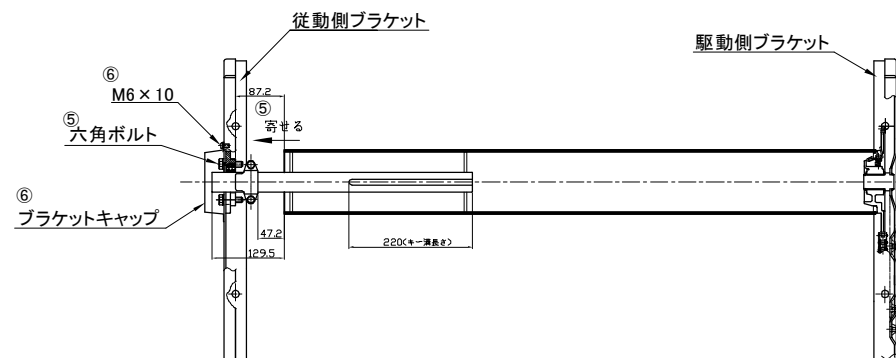 従動側ブラケット
駆動側ブラケット
⑥
M6×10
87.2
⑤
寄せる
⑤
六角ボルト
⑥
ブラケットキャップ
47.2
220(キー溝長さ)
129.5